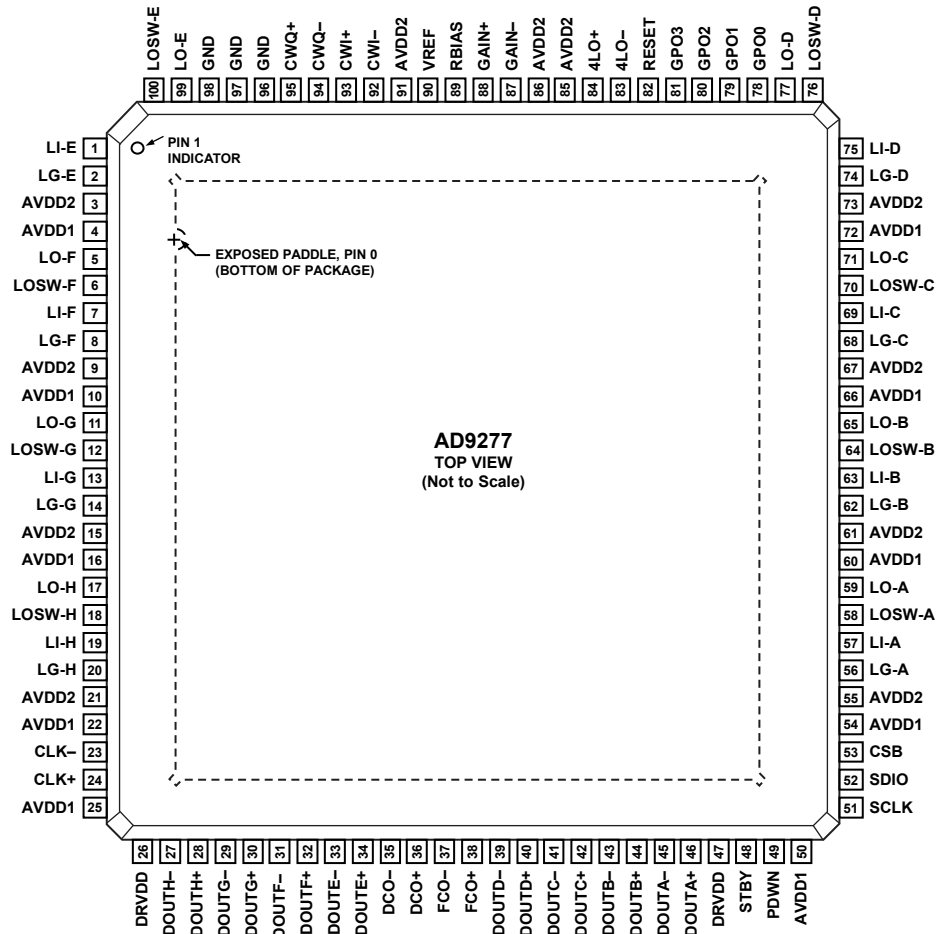 LOSW-E
LO-E
GND
GND
GND
CWQ+
CWQ–
CWI+
CWI–
AVDD2
VREF
RBIAS
GAIN+
GAIN–
AVDD2
AVDD2
4LO+
4LO–
RESET
GPO3
GPO2
GPO1
GPO0
LO-D
LOSW-D
100 99 98 97 96 95 94 93 92 91 90 89 88 87 86 85 84 83 82 81 80 79 78 77 76
LI-E 1
LG-E 2
AVDD2 3
AVDD1 4
LO-F 5
LOSW-F 6
LI-F 7
LG-F 8
AVDD2 9
AVDD1 10
LO-G 11
LOSW-G 12
LI-G 13
LG-G 14
AVDD2 15
AVDD1 16
LO-H 17
LOSW-H 18
LI-H 19
LG-H 20
AVDD2 21
AVDD1 22
CLK– 23
CLK+ 24
AVDD1 25
PIN 1
INDICATOR
EXPOSED PADDLE, PIN 0
(BOTTOM OF PACKAGE)
AD9277
TOP VIEW
(Not to Scale)
75 LI-D
74 LG-D
73 AVDD2
72 AVDD1
71 LO-C
70 LOSW-C
69 LI-C
68 LG-C
67 AVDD2
66 AVDD1
65 LO-B
64 LOSW-B
63 LI-B
62 LG-B
61 AVDD2
60 AVDD1
59 LO-A
58 LOSW-A
57 LI-A
56 LG-A
55 AVDD2
54 AVDD1
53 CSB
52 SDIO
51 SCLK
26 27 28 29 30 31 32 33 34 35 36 37 38 39 40 41 42 43 44 45 46 47 48 49 50
DRVDD
DOUTH–
DOUTH+
DOUTG–
DOUTG+
DOUTF–
DOUTF+
DOUTE–
DOUTE+
DCO–
DCO+
FCO–
FCO+
DOUTD–
DOUTD+
DOUTC–
DOUTC+
DOUTB–
DOUTB+
DOUTA–
DOUTA+
DRVDD
STBY
PDWN
AVDD1